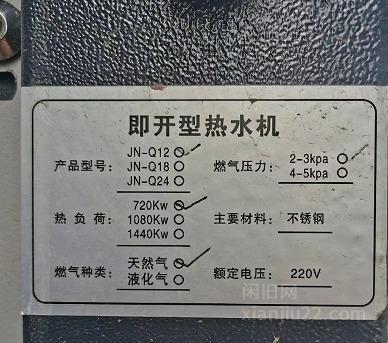 即开型热水机
产品型号: JN-Q12
JN-Q18
JN-Q24
燃气压力: 2-3kpa
4-5kpa
热负荷: 720Kw
1080Kw
1440Kw
主要材料: 不锈钢
燃气种类: 天然气
液化气
额定电压: 220V
闲旧网
xianjiu22.com